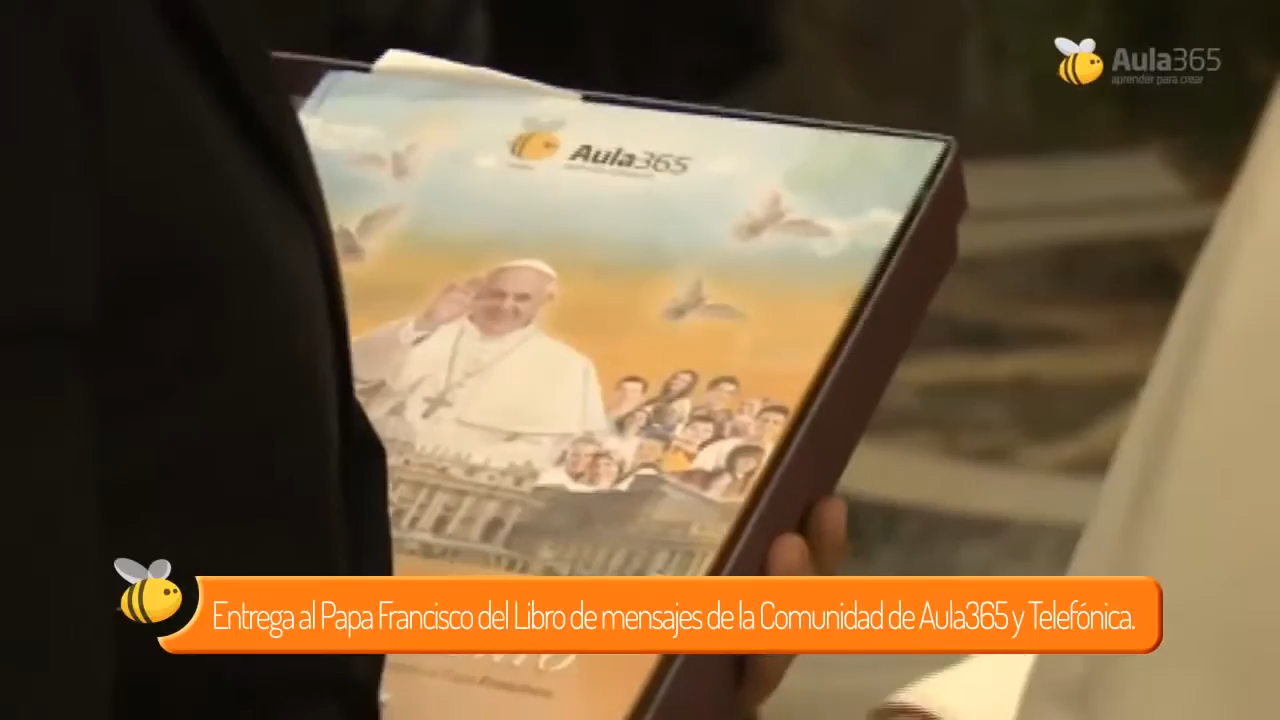 Aula365
aprender para crear
Aula365
Entrega al Papa Francisco del Libro de mensajes de la Comunidad de Aula365 y Telefónica.